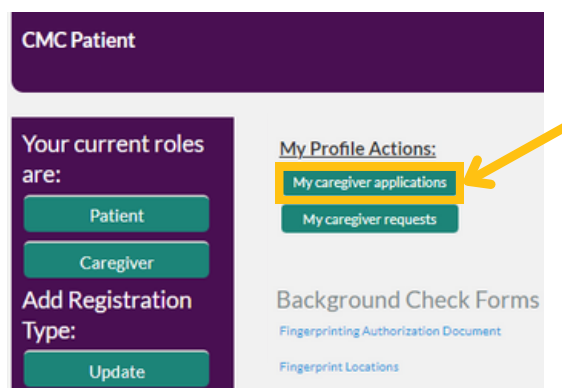 CMC Patient
Your current roles
are:
Patient
Caregiver
Add Registration
Type:
Update
My Profile Actions:
My caregiver applications
My caregiver requests
Background Check Forms
Fingerprinting Authorization Document
Fingerprint Locations